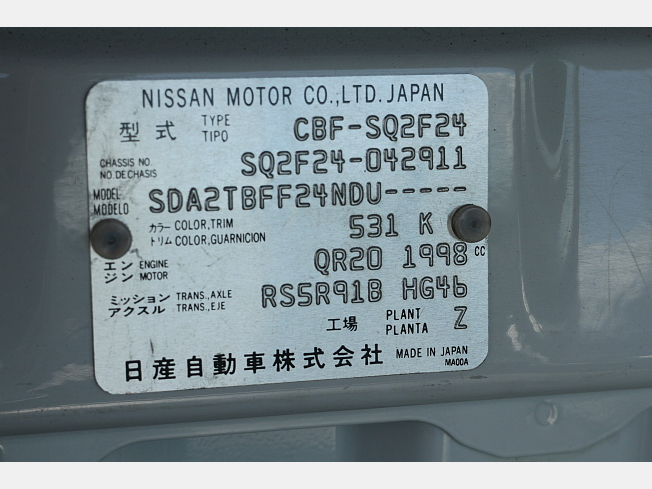 NISSAN MOTOR CO.,LTD. JAPAN
型式 TYPE TIPO CBF-SQ2F24
CHASSIS NO. NO.DE CHASIS SQ2F24-042911
MODEL MODELO SDA2TBFF24NDU-----
カラー COLOR,TRIM トリム COLOR,GUARNICION 531 K
エンジン ENGINE MOTOR QR20 1998 cc
ミッション アクスル TRANS.,AXLE TRANS.,EJE RS5R91B HG46
工場 PLANT PLANTA Z
日産自動車株式会社 MADE IN JAPAN
MA00A